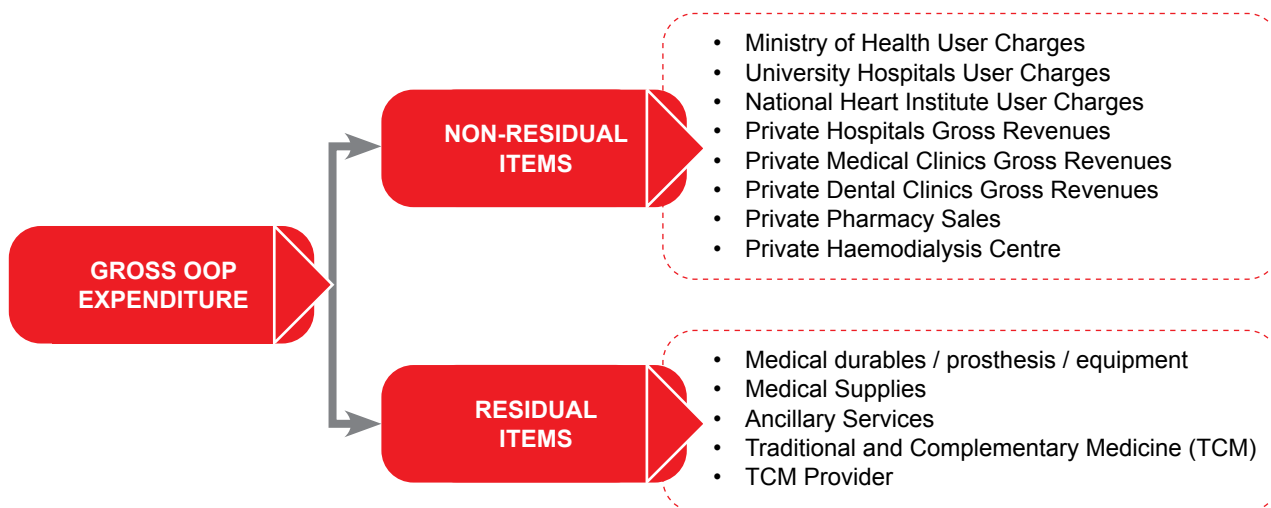 GROSS OOP
EXPENDITURE
NON-RESIDUAL
ITEMS
• Ministry of Health User Charges
• University Hospitals User Charges
• National Heart Institute User Charges
• Private Hospitals Gross Revenues
• Private Medical Clinics Gross Revenues
• Private Dental Clinics Gross Revenues
• Private Pharmacy Sales
• Private Haemodialysis Centre
RESIDUAL
ITEMS
• Medical durables / prosthesis / equipment
• Medical Supplies
• Ancillary Services
• Traditional and Complementary Medicine (TCM)
• TCM Provider